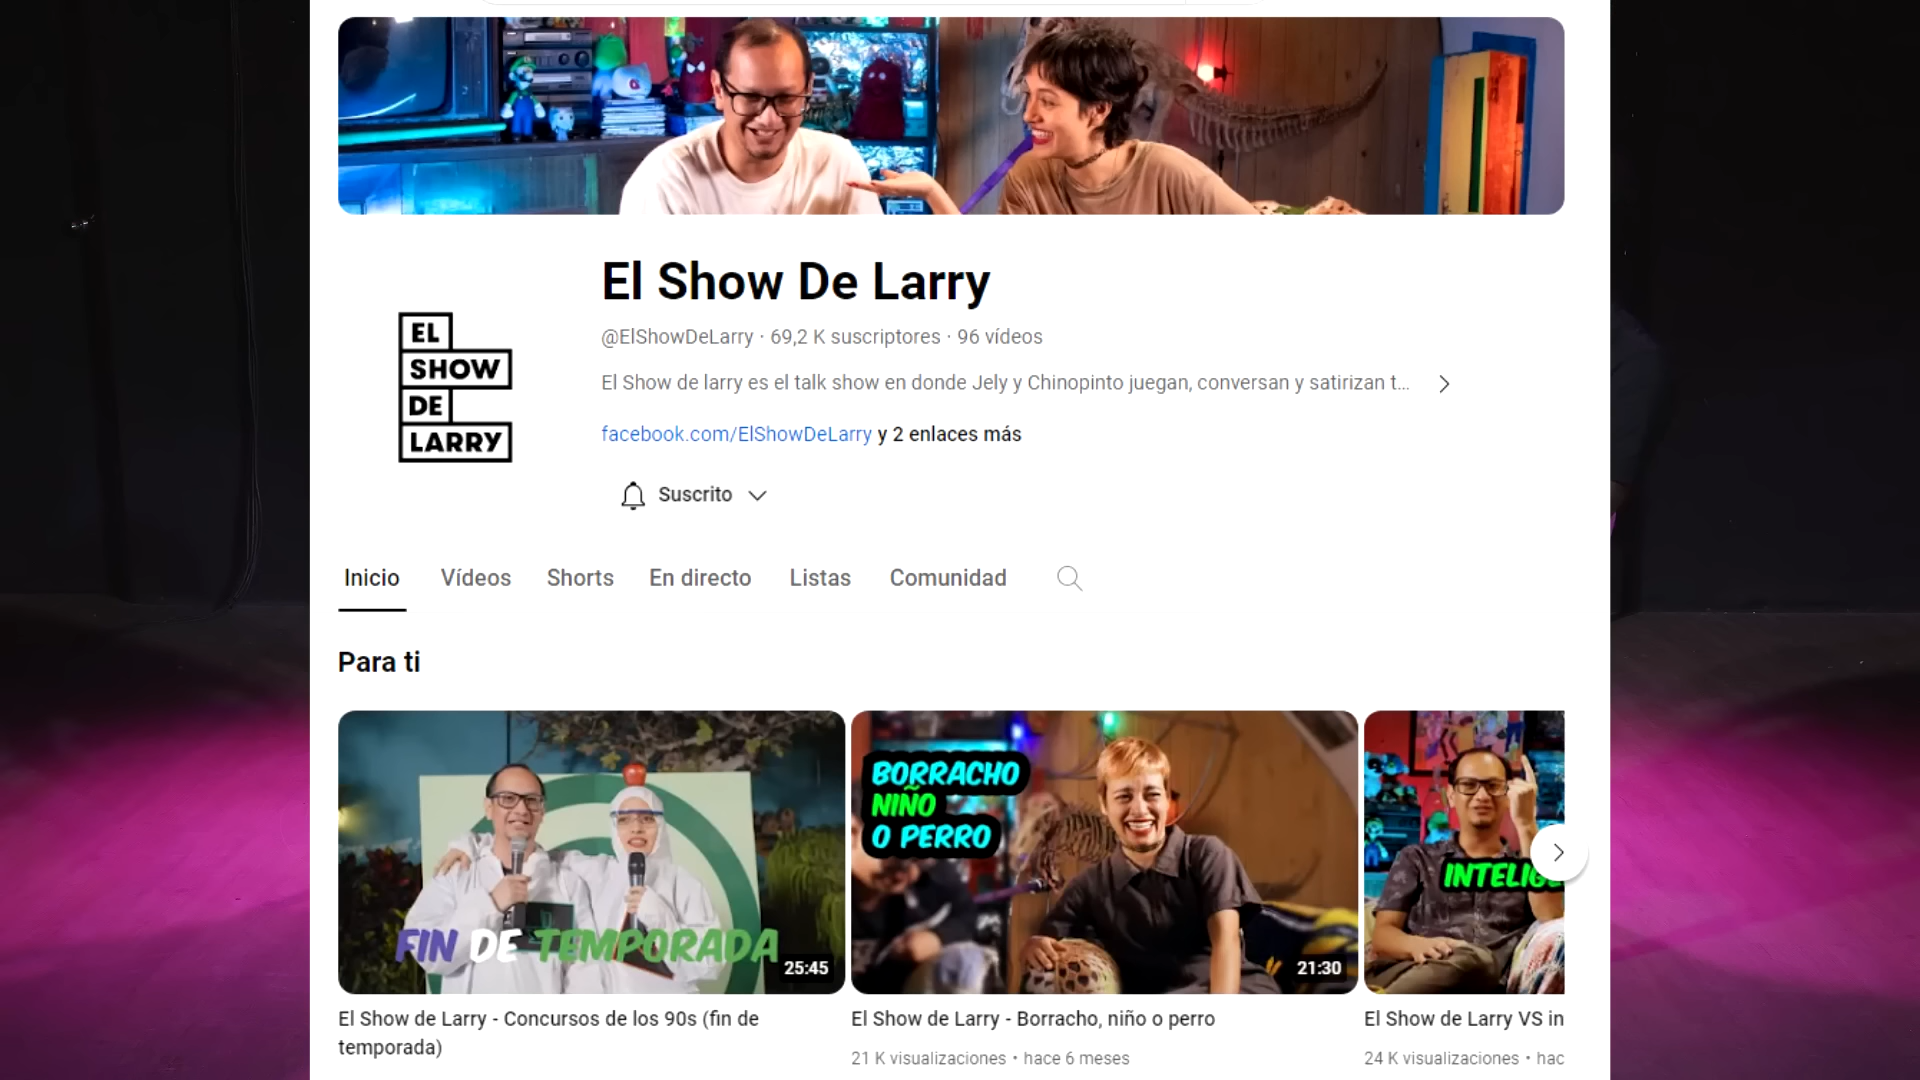 El Show De Larry
EL
SHOW
DE
LARRY
@ElShowDeLarry · 69,2 K suscriptores · 96 vídeos
El Show de larry es el talk show en donde Jely y Chinopinto juegan, conversan y satirizan t...
facebook.com/ElShowDeLarry y 2 enlaces más
Suscrito
Inicio Vídeos Shorts En directo Listas Comunidad
Para ti
FIN DE TEMPORADA
25:45
BORRACHO
NIÑO
O PERRO
21:30
INTELIG
El Show de Larry - Concursos de los 90s (fin de
temporada)
El Show de Larry - Borracho, niño o perro
21 K visualizaciones • hace 6 meses
El Show de Larry VS in
24 K visualizaciones • hac